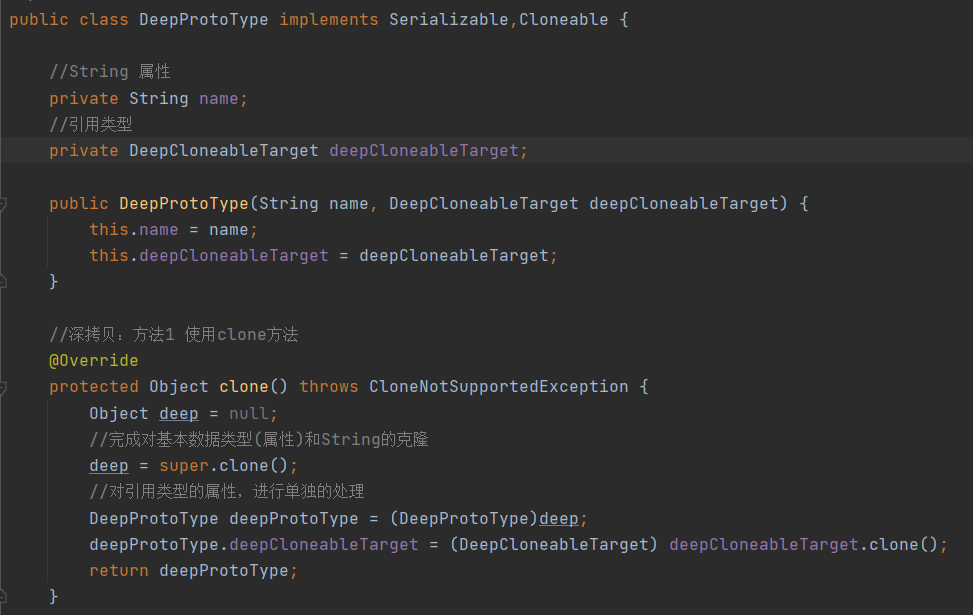 public class DeepProtoType implements Serializable,Cloneable {
//String 属性
private String name;
//引用类型
private DeepCloneableTarget deepCloneableTarget;
public DeepProtoType(String name, DeepCloneableTarget deepCloneableTarget) {
this.name = name;
this.deepCloneableTarget = deepCloneableTarget;
}
//深拷贝：方法1 使用clone方法
@Override
protected Object clone() throws CloneNotSupportedException {
Object deep = null;
//完成对基本数据类型(属性)和String的克隆
deep = super.clone();
//对引用类型的属性，进行单独的处理
DeepProtoType deepProtoType = (DeepProtoType)deep;
deepProtoType.deepCloneableTarget = (DeepCloneableTarget) deepCloneableTarget.clone();
return deepProtoType;
}